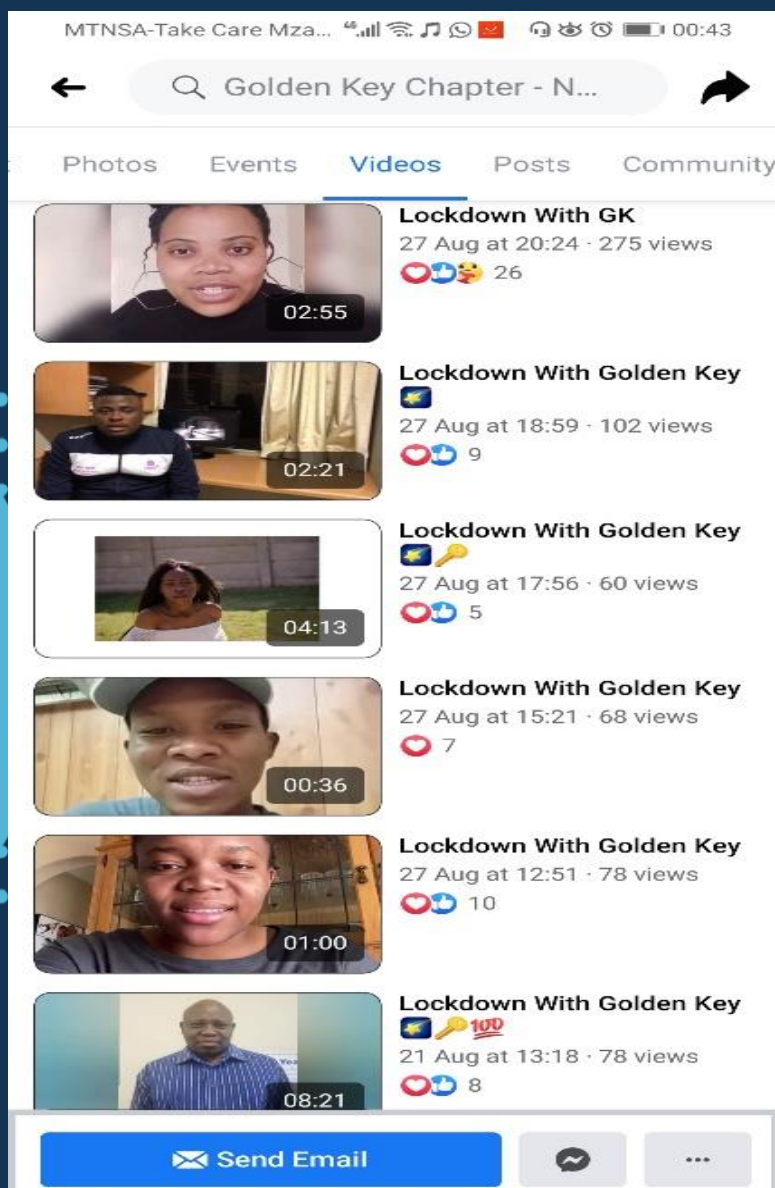 MTNSA-Take Care Mza... 00:43
Golden Key Chapter - N...
Photos Events Videos Posts Community
Lockdown With GK
27 Aug at 20:24 · 275 views
26
02:55
Lockdown With Golden Key
27 Aug at 18:59 · 102 views
9
02:21
Lockdown With Golden Key
27 Aug at 17:56 · 60 views
5
04:13
Lockdown With Golden Key
27 Aug at 15:21 · 68 views
7
00:36
Lockdown With Golden Key
27 Aug at 12:51 · 78 views
10
01:00
Lockdown With Golden Key
💯
21 Aug at 13:18 · 78 views
8
08:21
Send Email